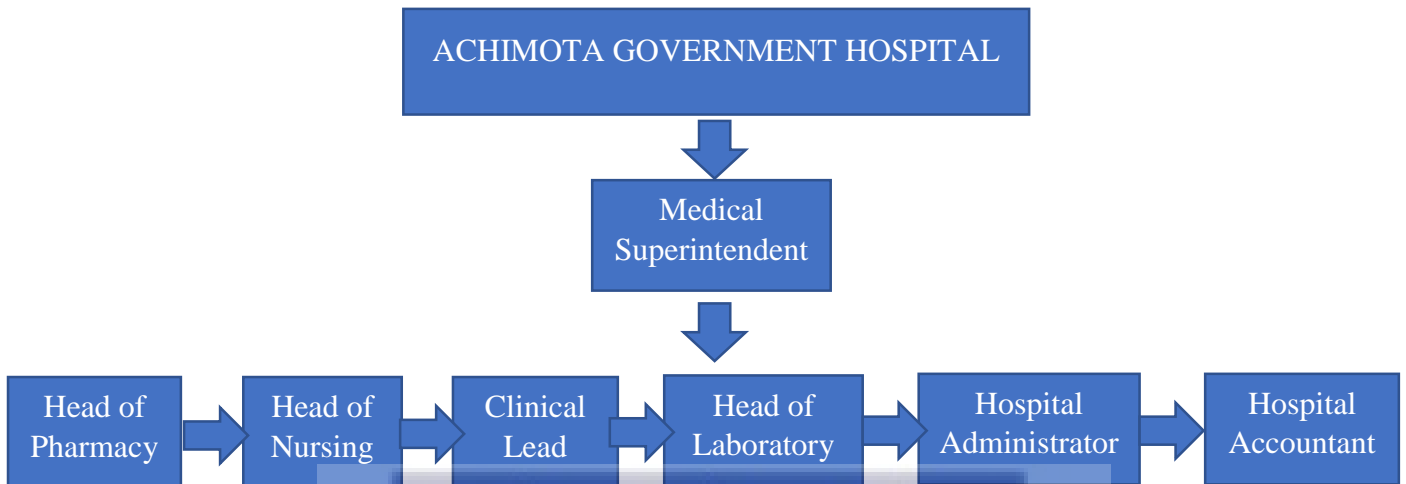 ACHIMOTA GOVERNMENT HOSPITAL
Medical
Superintendent
Head of
Pharmacy
Head of
Nursing
Clinical
Lead
Head of
Laboratory
Hospital
Administrator
Hospital
Accountant